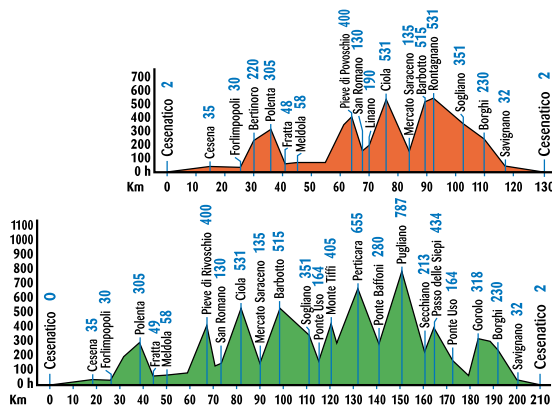 Cesenatico 2
Cesena 35
Forlimpopoli 30
Bertinoro 220
Polenta 305
Fratta 48
Meldola 58
Pieve di Povoschio 400
San Romano 130
Linano 190
Ciola 531
Mercato Saraceno 135
Barbotto 515
Rontagnano 531
Sogliano 351
Borghi 230
Savignano 32
Cesenatico 2
700
600
500
400
300
200
100
0 h
Km 0 10 20 30 40 50 60 70 80 90 100 110 120 130
Cesenatico 0
Cesena 35
Forlimpopoli 30
Polenta 305
Fratta 49
Meldola 58
Pieve di Rivoschio 400
San Romano 130
Ciola 531
Mercato Saraceno 135
Barbotto 515
Sogliano 351
Ponte Uso 164
Monte Tiffi 405
Perticara 655
Ponte Baffoni 280
Pugliano 787
Secchiano 213
Passo delle Siepi 434
Ponte Uso 164
Gorolo 318
Borghi 230
Savignano 32
Cesenatico 2
1100
1000
900
800
700
600
500
400
300
200
100
0 h
Km 0 10 20 30 40 50 60 70 80 90 100 110 120 130 140 150 160 170 180 190 200 210